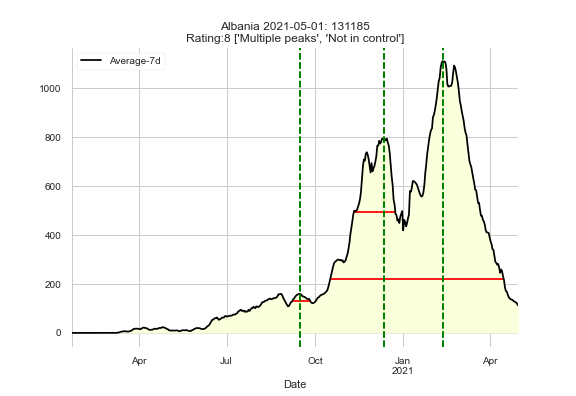 Albania 2021-05-01: 131185
Rating:8 ['Multiple peaks', 'Not in control']
Average-7d
1000
800
600
400
200
0
Apr Jul Oct Jan Apr
2021
Date